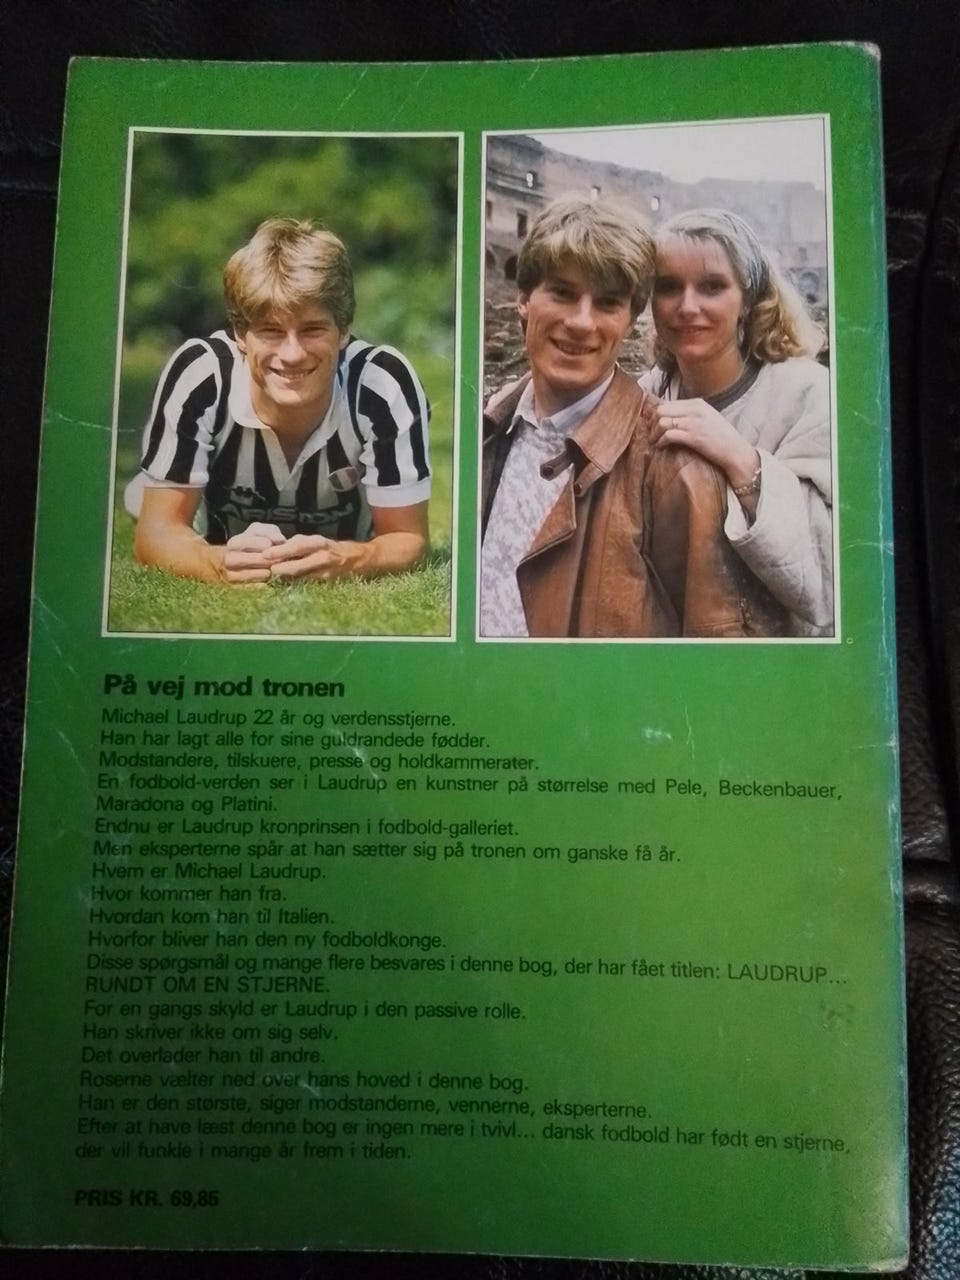 ARISTON
På vej mod tronen
Michael Laudrup 22 år og verdensstjerne.
Han har lagt alle for sine guldrandede fødder.
Modstandere, tilskuere, presse og holdkammerater.
En fodbold-verden ser i Laudrup en kunstner på størrelse med Pele, Beckenbauer,
Maradona og Platini.
Endnu er Laudrup kronprinsen i fodbold-galleriet.
Men eksperterne spår at han sætter sig på tronen om ganske få år.
Hvem er Michael Laudrup.
Hvor kommer han fra.
Hvordan kom han til Italien.
Hvorfor bliver han den ny fodboldkonge.
Disse spørgsmål og mange flere besvares i denne bog, der har fået titlen: LAUDRUP...
RUNDT OM EN STJERNE.
For en gangs skyld er Laudrup i den passive rolle.
Han skriver ikke om sig selv.
Det overlader han til andre.
Roserne vælter ned over hans hoved i denne bog.
Han er den største, siger modstanderne, vennerne, eksperterne.
Efter at have læst denne bog er ingen mere i tvivl... dansk fodbold har født en stjerne,
der vil funkle i mange år frem i tiden.
PRIS KR. 69,85